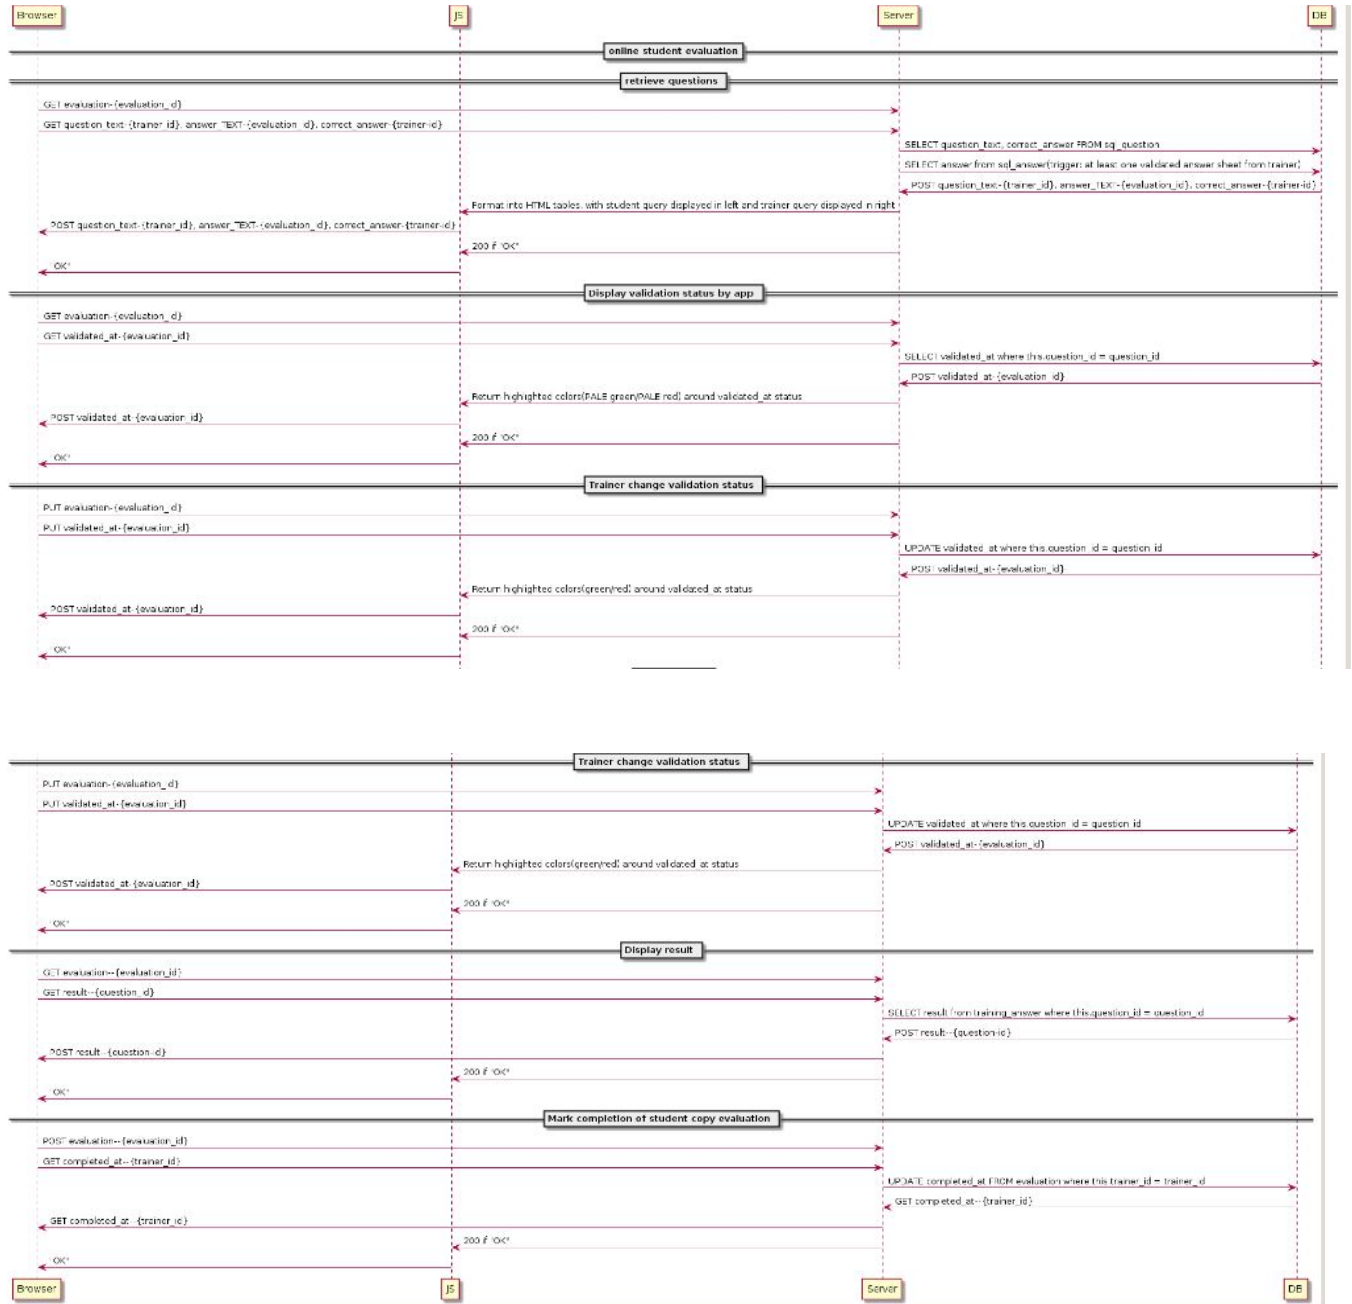 Browser JS Server DB
online student evaluation
retrieve questions
GET evaluation-{evaluation_id}
GET question_text-{trainer_id}, answer_TEXT-{evaluation_id}, correct_answer-{trainer-id}
SELECT question_text, correct_answer FROM sql_question
SELECT answer from sql_answer(trigger: at least one validated answer sheet from trainer)
POST question_text-{trainer_id}, answer_TEXT-{evaluation_id}, correct_answer-{trainer-id}
Format into HTML tables, with student query displayed in left and trainer query displayed in right
POST question_text-{trainer_id}, answer_TEXT-{evaluation_id}, correct_answer-{trainer-id}
200 if "OK"
"OK"
Display validation status by app
GET evaluation-{evaluation_id}
GET validated_at-{evaluation_id}
SELECT validated_at where this.question_id = question_id
POST validated_at-{evaluation_id}
Return highlighted colors(PALE green/PALE red) around validated_at status
POST validated_at-{evaluation_id}
200 if "OK"
"OK"
Trainer change validation status
PUT evaluation-{evaluation_id}
PUT validated_at-{evaluation_id}
UPDATE validated_at where this.question_id = question_id
POST validated_at-{evaluation_id}
Return highlighted colors(green/red) around validated_at status
POST validated_at-{evaluation_id}
200 if "OK"
"OK"
Trainer change validation status
PUT evaluation-{evaluation_id}
PUT validated_at-{evaluation_id}
UPDATE validated_at where this.question_id = question_id
POST validated_at-{evaluation_id}
Return highlighted colors(green/red) around validated_at status
POST validated_at-{evaluation_id}
200 if "OK"
"OK"
Display result
GET evaluation--{evaluation_id}
GET result--{question_id}
SELECT result from training_answer where this.question_id = question_id
POST result--{question-id}
POST result--{question-id}
200 if "OK"
"OK"
Mark completion of student copy evaluation
POST evaluation--{evaluation_id}
GET completed_at--{trainer_id}
UPDATE completed_at FROM evaluation where this.trainer_id = trainer_id
GET completed_at--{trainer_id}
GET completed_at--{trainer_id}
200 if "OK"
"OK"
Browser JS Server DB